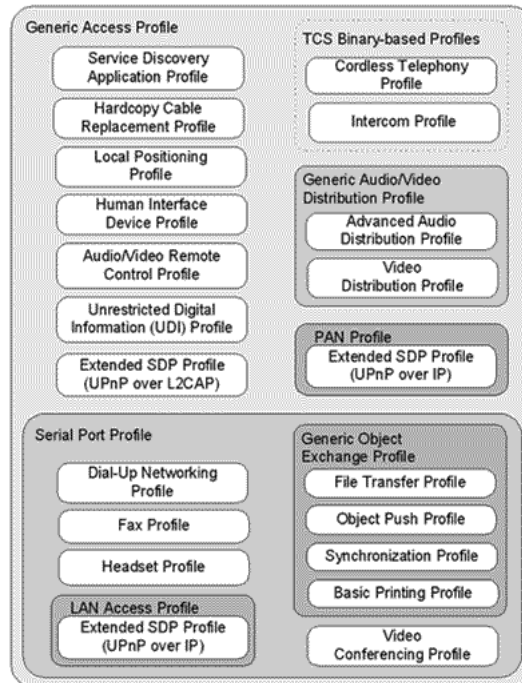 Generic Access Profile
Service Discovery
Application Profile
Hardcopy Cable
Replacement Profile
Local Positioning
Profile
Human Interface
Device Profile
Audio/Video Remote
Control Profile
Unrestricted Digital
Information (UDI) Profile
Extended SDP Profile
(UPnP over L2CAP)
TCS Binary-based Profiles
Cordless Telephony
Profile
Intercom Profile
Generic Audio/Video
Distribution Profile
Advanced Audio
Distribution Profile
Video
Distribution Profile
PAN Profile
Extended SDP Profile
(UPnP over IP)
Serial Port Profile
Dial-Up Networking
Profile
Fax Profile
Headset Profile
LAN Access Profile
Extended SDP Profile
(UPnP over IP)
Generic Object
Exchange Profile
File Transfer Profile
Object Push Profile
Synchronization Profile
Basic Printing Profile
Video
Conferencing Profile